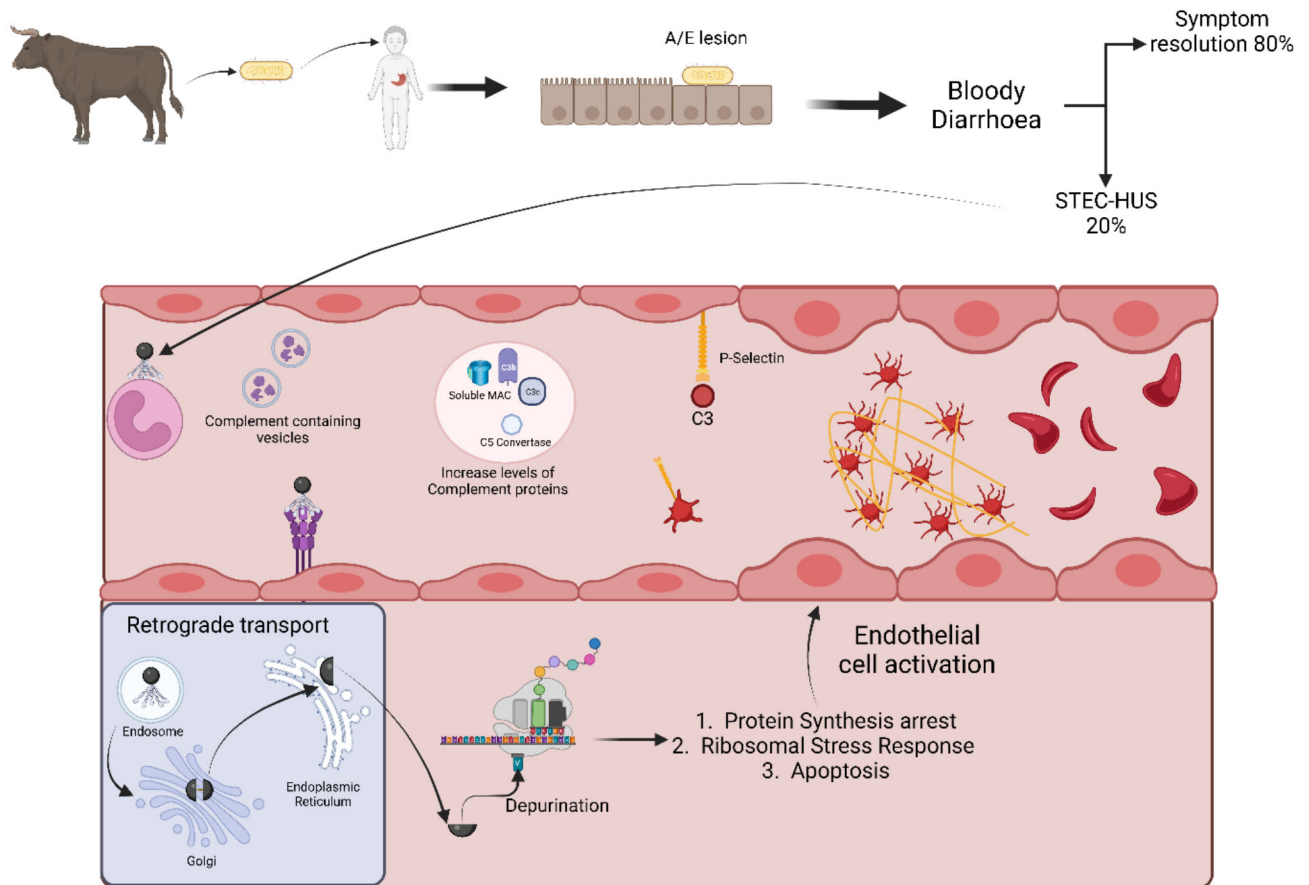 A/E lesion
Symptom
resolution 80%
Bloody
Diarrhoea
STEC-HUS
20%
Complement containing
vesicles
Soluble MAC
C3b
C3c
C5 Convertase
Increase levels of
Complement proteins
P-Selectin
C3
Retrograde transport
Endosome
Golgi
Endoplasmic
Reticulum
Depurination
Endothelial
cell activation
1. Protein Synthesis arrest
2. Ribosomal Stress Response
3. Apoptosis